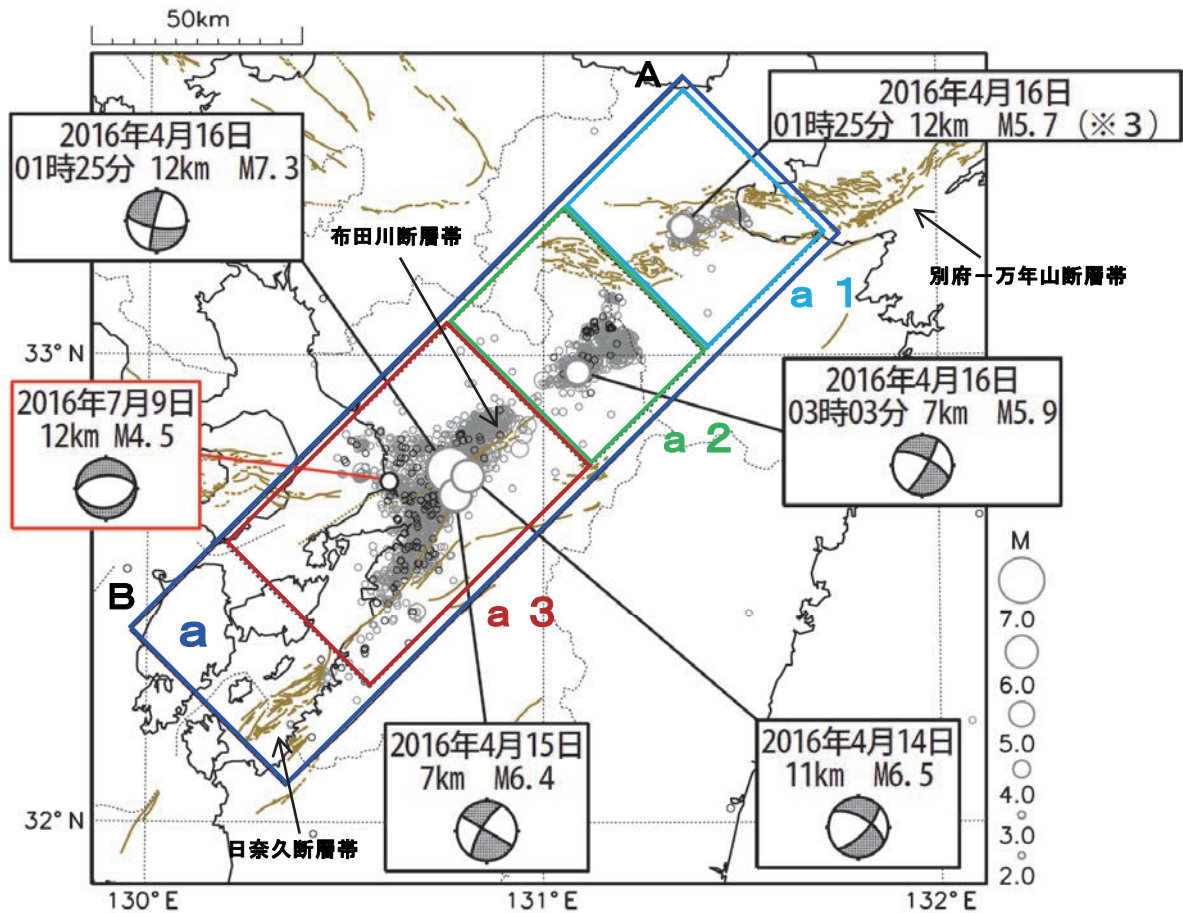 50km
A
2016年4月16日
01時25分 12km M5.7 (※3)
2016年4月16日
01時25分 12km M7.3
布田川断層帯
別府－万年山断層帯
a 1
33°N
2016年4月16日
03時03分 7km M5.9
2016年7月9日
12km M4.5
a 2
B
a
a 3
M
7.0
6.0
5.0
4.0
3.0
2.0
2016年4月15日
7km M6.4
2016年4月14日
11km M6.5
32°N
日奈久断層帯
130°E
131°E
132°E